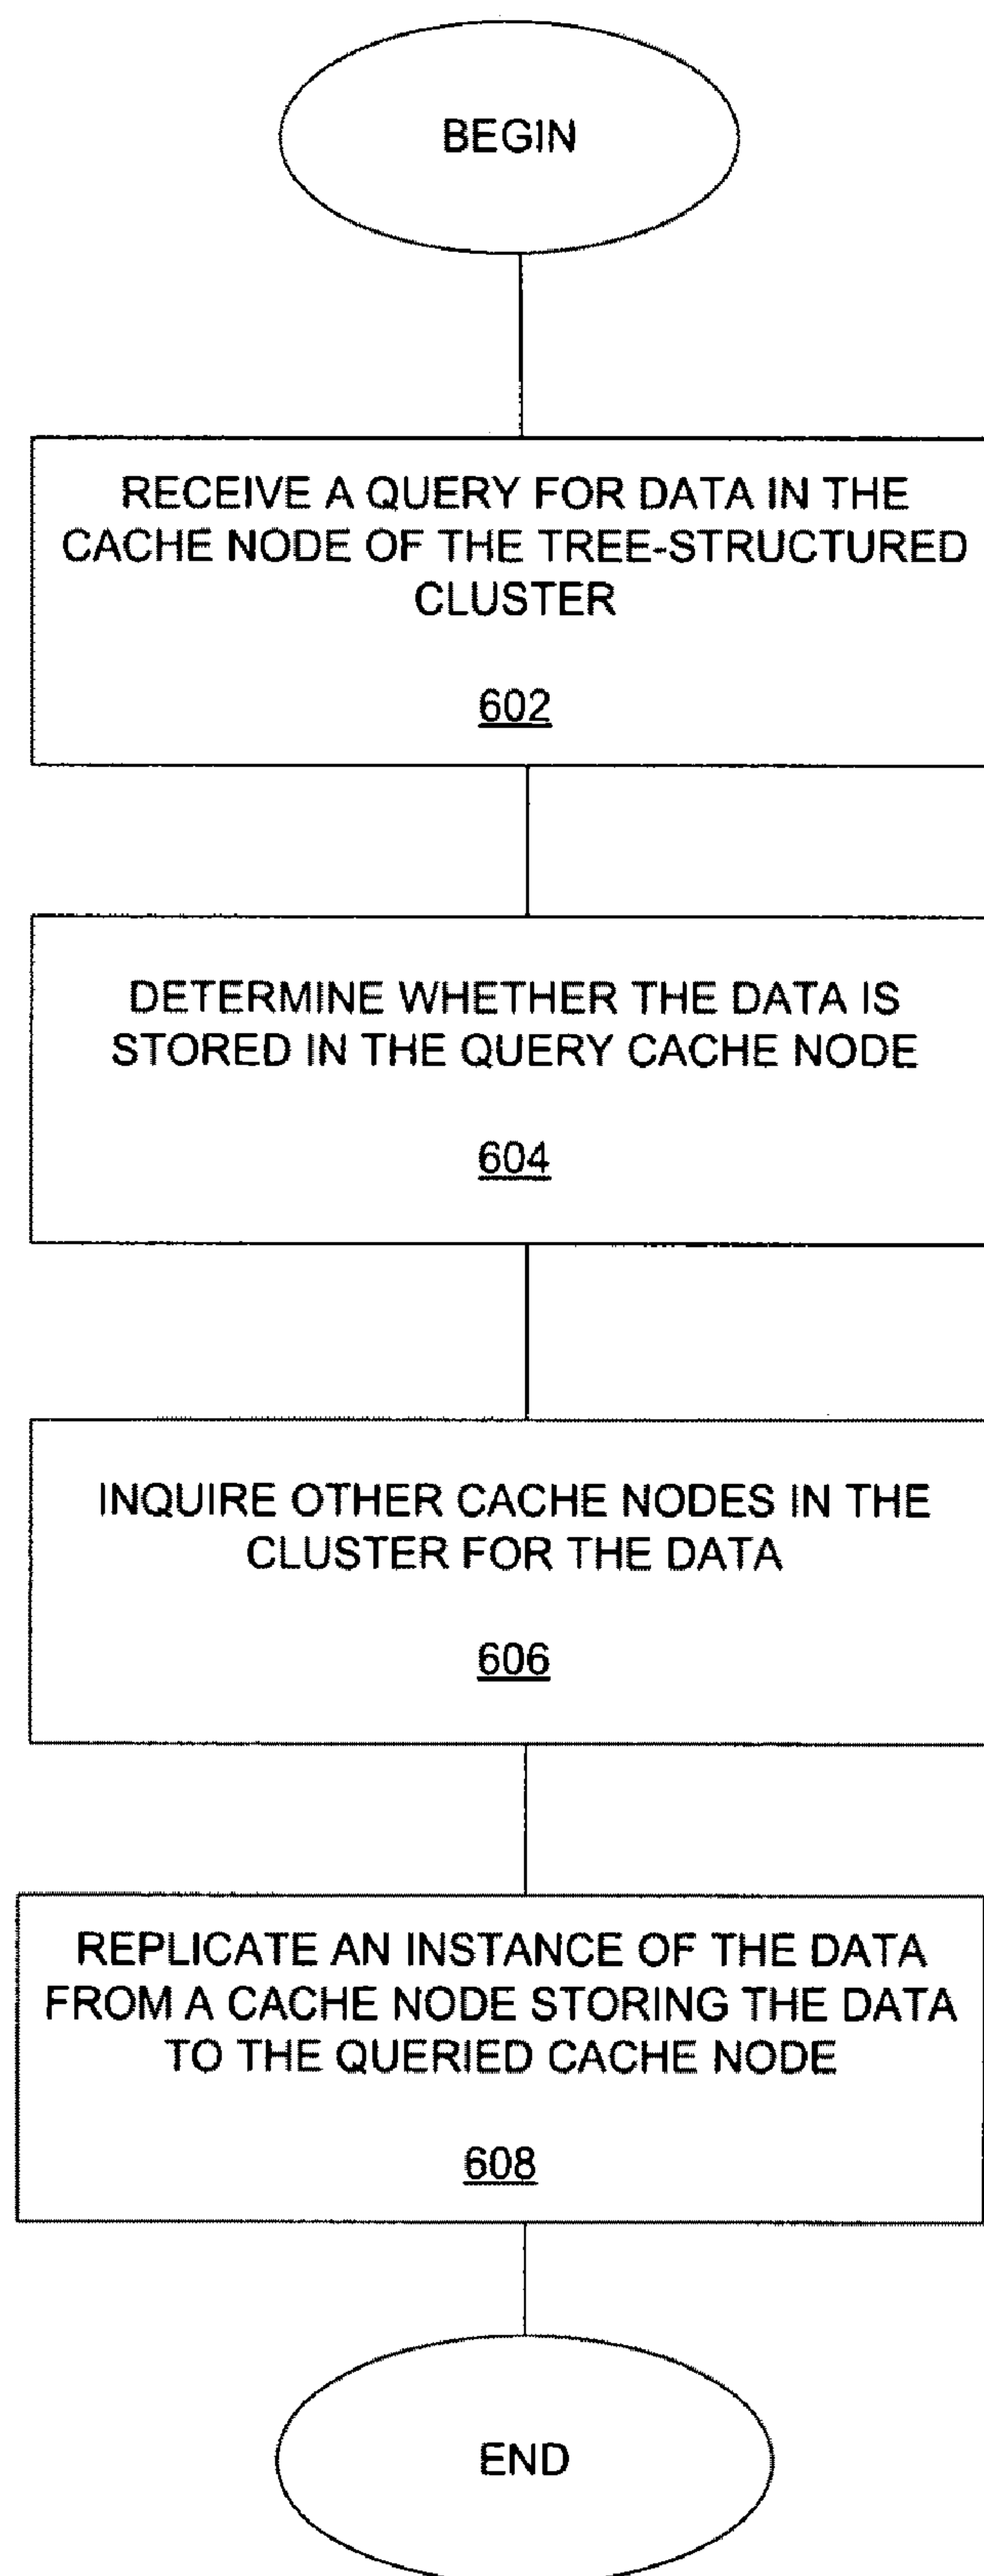 BEGIN
RECEIVE A QUERY FOR DATA IN THE
CACHE NODE OF THE TREE-STRUCTURED
CLUSTER
602
DETERMINE WHETHER THE DATA IS
STORED IN THE QUERY CACHE NODE
604
INQUIRE OTHER CACHE NODES IN THE
CLUSTER FOR THE DATA
606
REPLICATE AN INSTANCE OF THE DATA
FROM A CACHE NODE STORING THE DATA
TO THE QUERIED CACHE NODE
608
END